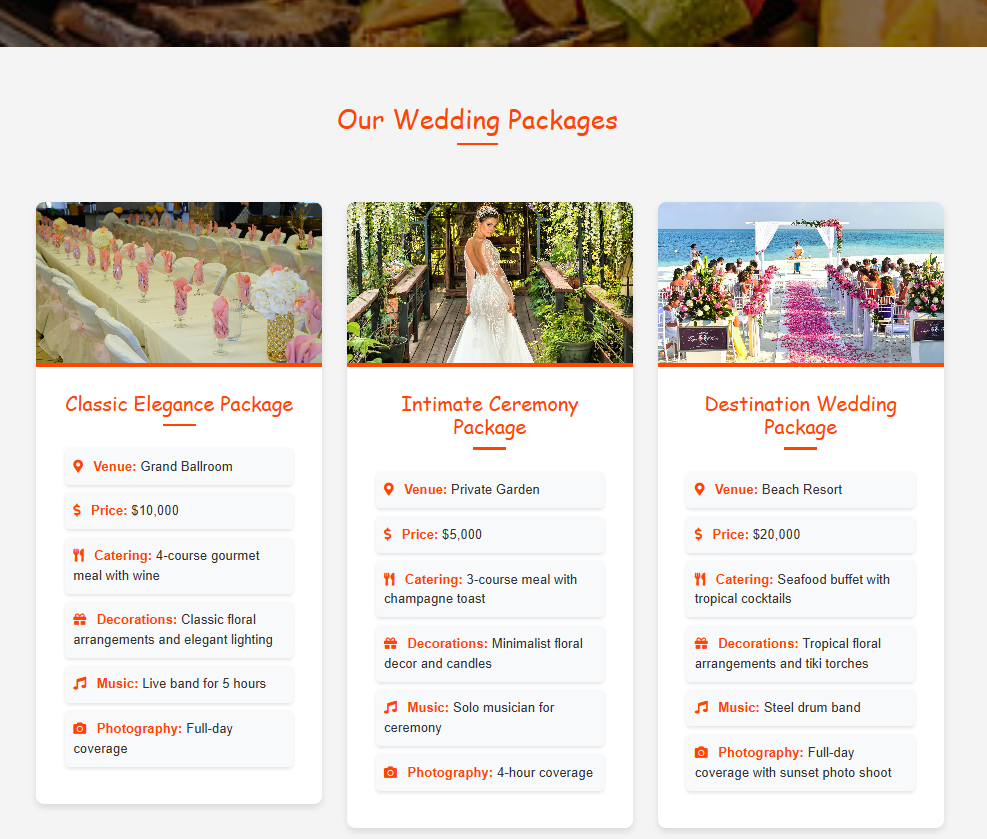 Our Wedding Packages
Classic Elegance Package
Venue: Grand Ballroom
Price: $10,000
Catering: 4-course gourmet
meal with wine
Decorations: Classic floral
arrangements and elegant lighting
Music: Live band for 5 hours
Photography: Full-day
coverage
Intimate Ceremony
Package
Venue: Private Garden
Price: $5,000
Catering: 3-course meal with
champagne toast
Decorations: Minimalist floral
decor and candles
Music: Solo musician for
ceremony
Photography: 4-hour coverage
Destination Wedding
Package
Venue: Beach Resort
Price: $20,000
Catering: Seafood buffet with
tropical cocktails
Decorations: Tropical floral
arrangements and tiki torches
Music: Steel drum band
Photography: Full-day
coverage with sunset photo shoot